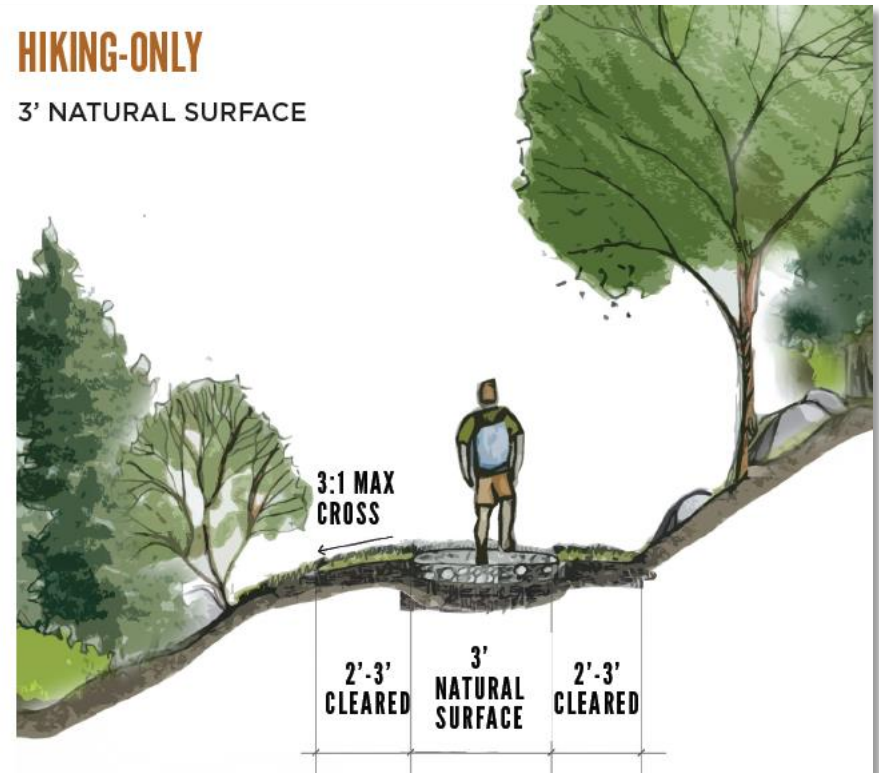 HIKING-ONLY
3’ NATURAL SURFACE
3:1 MAX
CROSS
2’-3’
CLEARED
3’
NATURAL
SURFACE
2’-3’
CLEARED